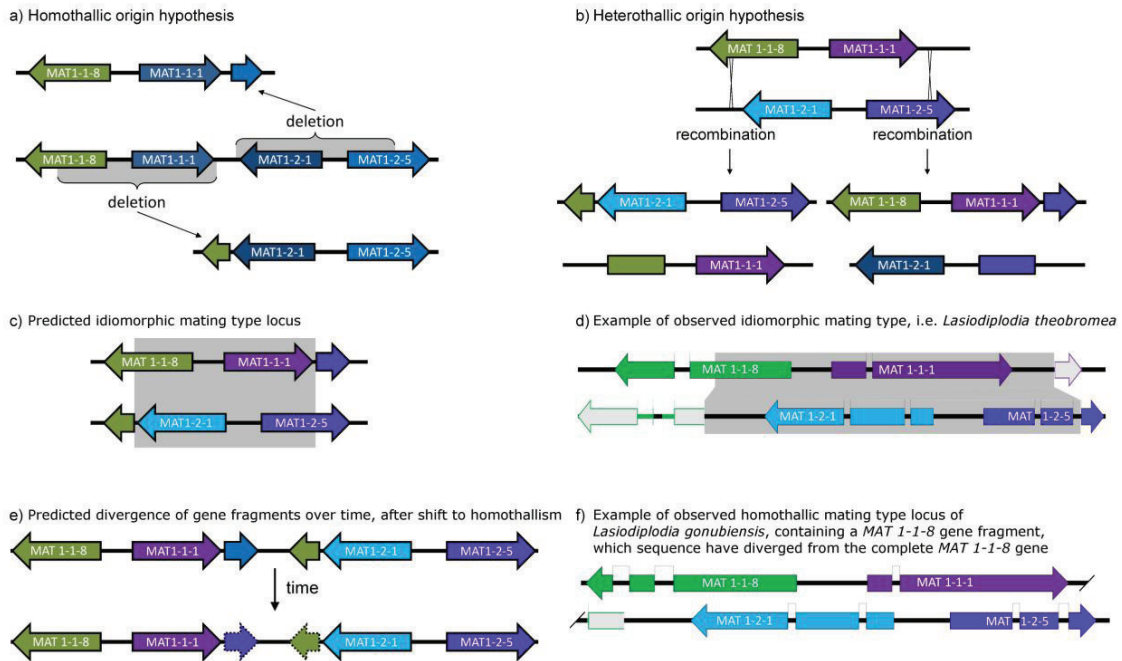 a) Homothallic origin hypothesis
MAT1-1-8 MAT1-1-1
deletion
MAT1-1-8 MAT1-1-1 MAT1-2-1 MAT1-2-5
deletion
MAT1-2-1 MAT1-2-5
b) Heterothallic origin hypothesis
MAT 1-1-8 MAT1-1-1
MAT1-2-1 MAT1-2-5
recombination recombination
MAT1-2-1 MAT1-2-5 MAT 1-1-8 MAT1-1-1
MAT1-1-1 MAT1-2-1
c) Predicted idiomorphic mating type locus
MAT 1-1-8 MAT1-1-1
MAT1-2-1 MAT1-2-5
d) Example of observed idiomorphic mating type, i.e. Lasiodiplodia theobromea
MAT 1-1-8 MAT 1-1-1
MAT 1-2-1 MAT 1-2-5
e) Predicted divergence of gene fragments over time, after shift to homothallism
MAT 1-1-8 MAT1-1-1 MAT1-2-1 MAT1-2-5
time
MAT1-1-8 MAT1-1-1 MAT1-2-1 MAT1-2-5
f) Example of observed homothallic mating type locus of
Lasiodiplodia gonubiensis, containing a MAT 1-1-8 gene fragment,
which sequence have diverged from the complete MAT 1-1-8 gene
MAT 1-1-8 MAT 1-1-1
MAT 1-2-1 MAT 1-2-5